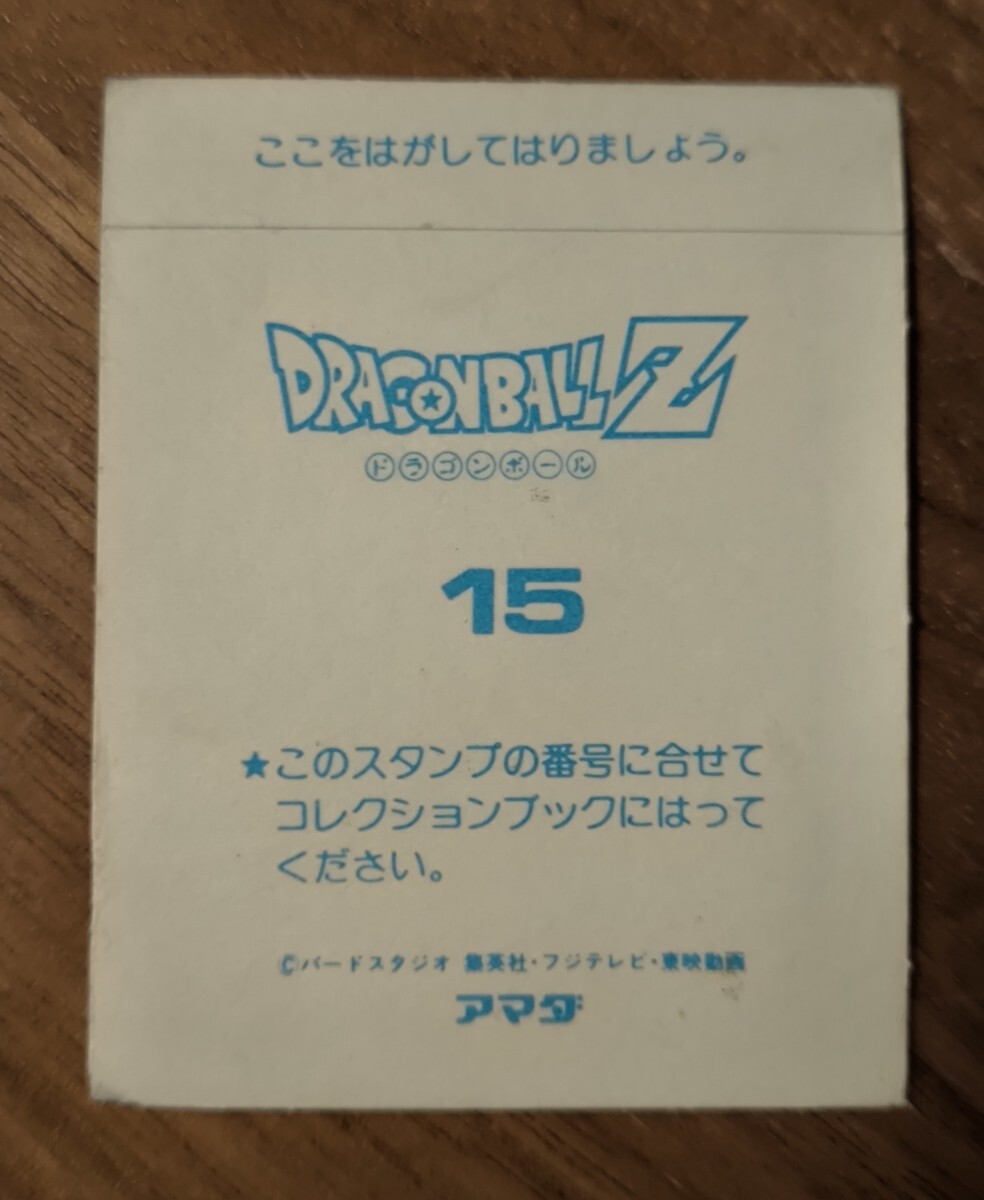 ここをはがしてはりましょう。
DRAGONBALL Z
ドラゴンボール
15
★このスタンプの番号に合せて
コレクションブックにはって
ください。
©バードスタジオ 集英社・フジテレビ・東映動画
アマダ